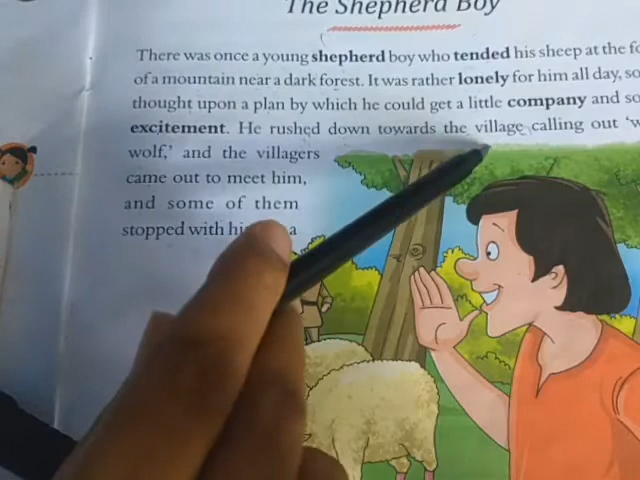 The Shepherd Boy
There was once a young shepherd boy who tended his sheep at the
of a mountain near a dark forest. It was rather lonely for him all day, so
thought upon a plan by which he could get a little company and
excitement. He rushed down towards the village calling out
wolf,' and the villagers
came out to meet him,
and some of them
stopped with a